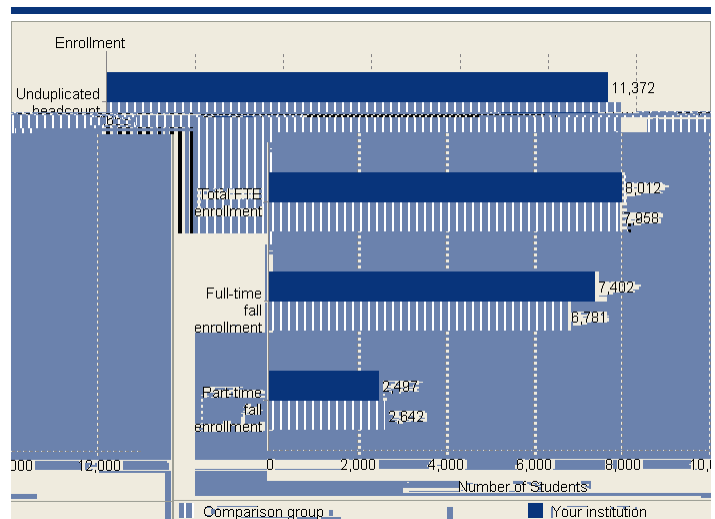 Enrollment
Unduplicated
headcount
11,372
Total FTE
enrollment
8,012
7,958
Full-time
fall
enrollment
7,402
6,781
Part-time
fall
enrollment
2,497
2,642
12,000
0
2,000
4,000
6,000
8,000
Number of Students
Comparison group
Your institution